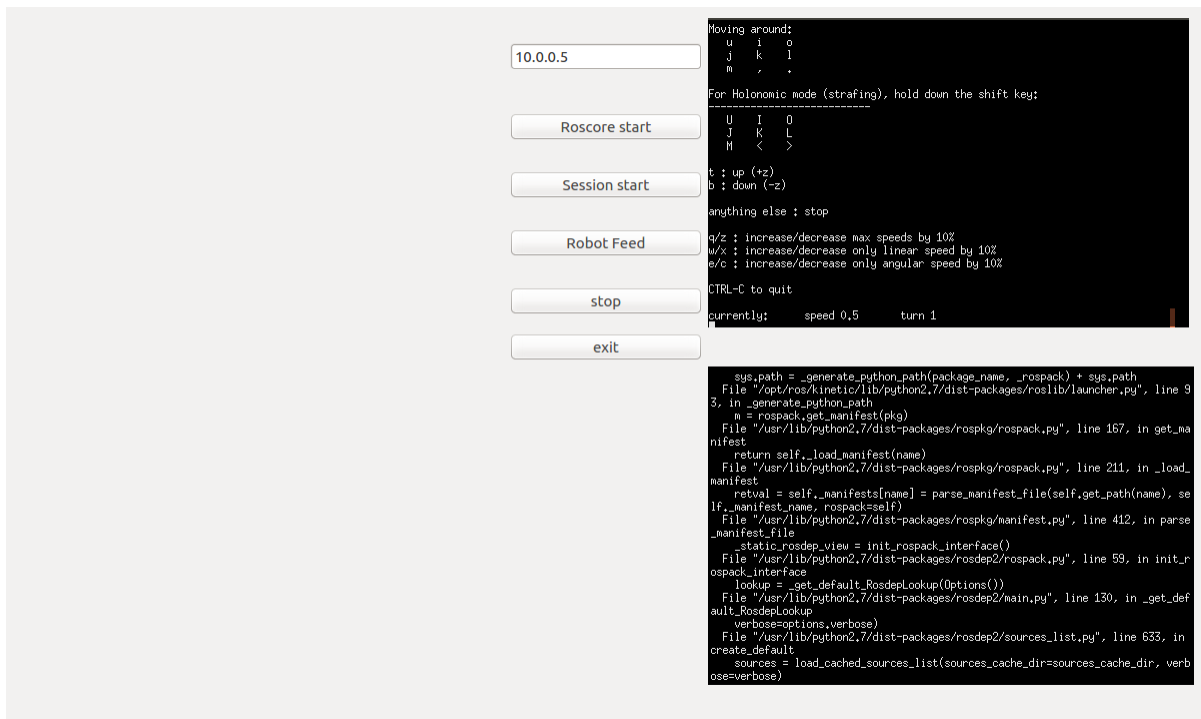 10.0.0.5
Roscore start
Session start
Robot Feed
stop
exit
Moving around:
u i o
j k l
m , .
For Holonomic mode (strafing), hold down the shift key:
---------------------------
U I O
J K L
M < >
t : up (+z)
b : down (-z)
anything else : stop
q/z : increase/decrease max speeds by 10%
w/x : increase/decrease only linear speed by 10%
e/c : increase/decrease only angular speed by 10%
CTRL-C to quit
currently: speed 0.5 turn 1
sys.path = _generate_python_path(package_name, _rospack) + sys.path
File "/opt/ros/kinetic/lib/python2.7/dist-packages/roslib/launcher.py", line 9
3, in _generate_python_path
m = rospack.get_manifest(pkg)
File "/usr/lib/python2.7/dist-packages/rospkg/rospack.py", line 167, in get_ma
nifest
return self._load_manifest(name)
File "/usr/lib/python2.7/dist-packages/rospkg/rospack.py", line 211, in _load_
manifest
retval = self._manifests[name] = parse_manifest_file(self.get_path(name), se
lf._manifest_name, rospack=self)
File "/usr/lib/python2.7/dist-packages/rospkg/manifest.py", line 412, in parse
_manifest_file
_static_rosdep_view = init_rospack_interface()
File "/usr/lib/python2.7/dist-packages/rosdep2/rospack.py", line 59, in init_r
ospack_interface
lookup = _get_default_RosdepLookup(Options())
File "/usr/lib/python2.7/dist-packages/rosdep2/main.py", line 130, in _get_def
ault_RosdepLookup
verbose=options.verbose)
File "/usr/lib/python2.7/dist-packages/rosdep2/sources_list.py", line 633, in
create_default
sources = load_cached_sources_list(sources_cache_dir=sources_cache_dir, verb
ose=verbose)